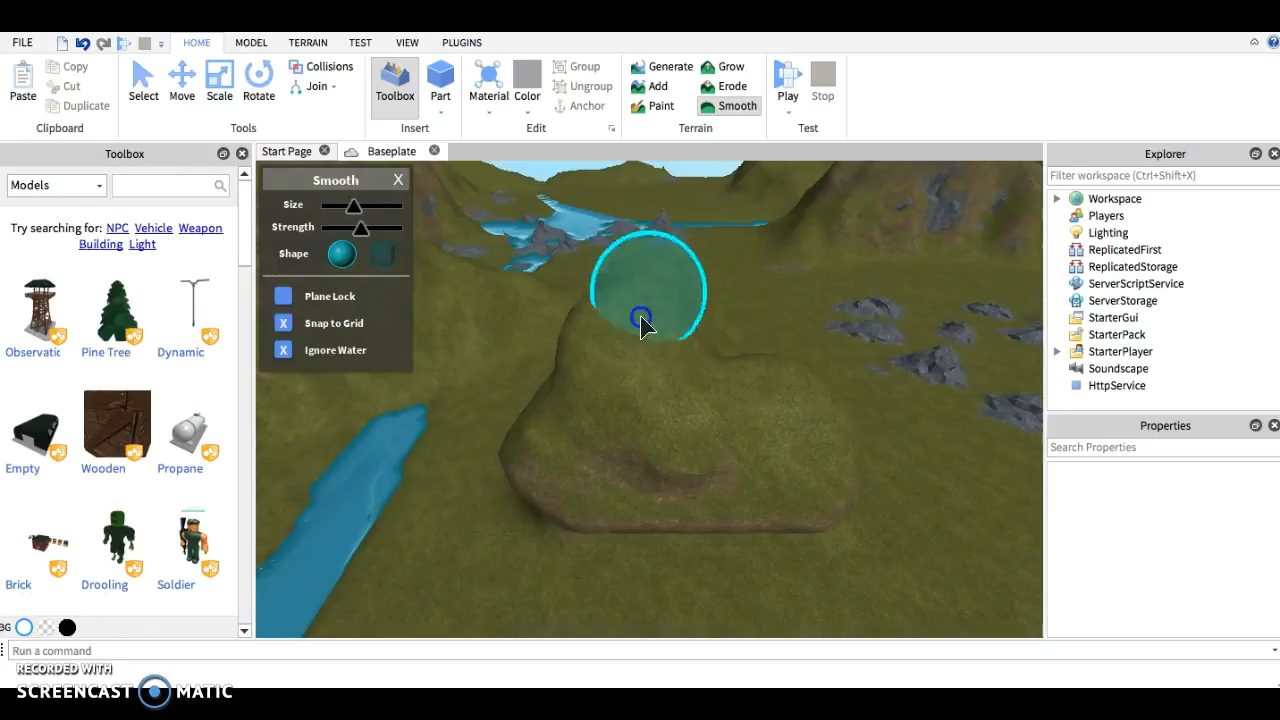 FILE HOME MODEL TERRAIN TEST VIEW PLUGINS
Copy
Cut
Duplicate
Paste
Clipboard
Select Move Scale Rotate
Collisions
Join
Tools
Toolbox Part
Insert
Material Color
Group
Ungroup
Anchor
Edit
Generate Grow
Add Erode
Paint Smooth
Terrain
Play Stop
Test
Toolbox
Models
Try searching for: NPC Vehicle Weapon
Building Light
Observatic Pine Tree Dynamic
Empty Wooden Propane
Brick Drooling Soldier
BG
Start Page Baseplate
Smooth X
Size
Strength
Shape
Plane Lock
X Snap to Grid
X Ignore Water
Explorer
Filter workspace (Ctrl+Shift+X)
Workspace
Players
Lighting
ReplicatedFirst
ReplicatedStorage
ServerScriptService
ServerStorage
StarterGui
StarterPack
StarterPlayer
Soundscape
HttpService
Properties
Search Properties
Run a command
RECORDED WITH
SCREENCAST MATIC